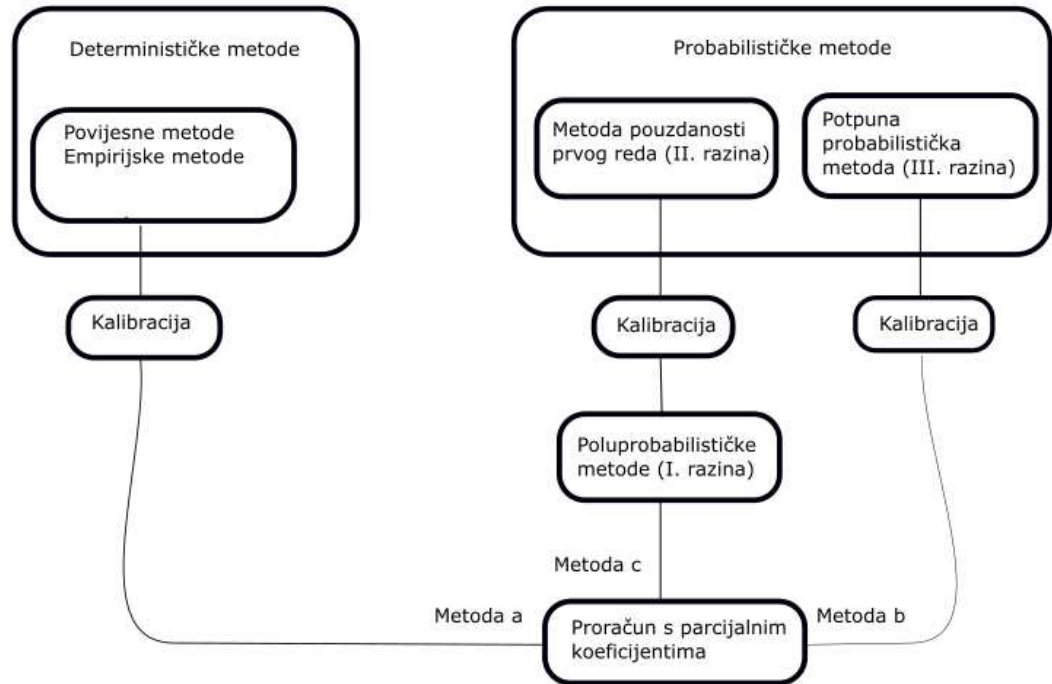 Determinističke metode
Povijesne metode
Empirijske metode
Probabilističke metode
Metoda pouzdanosti
prvog reda (II. razina)
Potpuna
probabilistička
metoda (III. razina)
Kalibracija
Kalibracija
Kalibracija
Poluprobabilističke
metode (I. razina)
Metoda c
Metoda a
Metoda b
Proračun s parcijalnim
koeficijentima